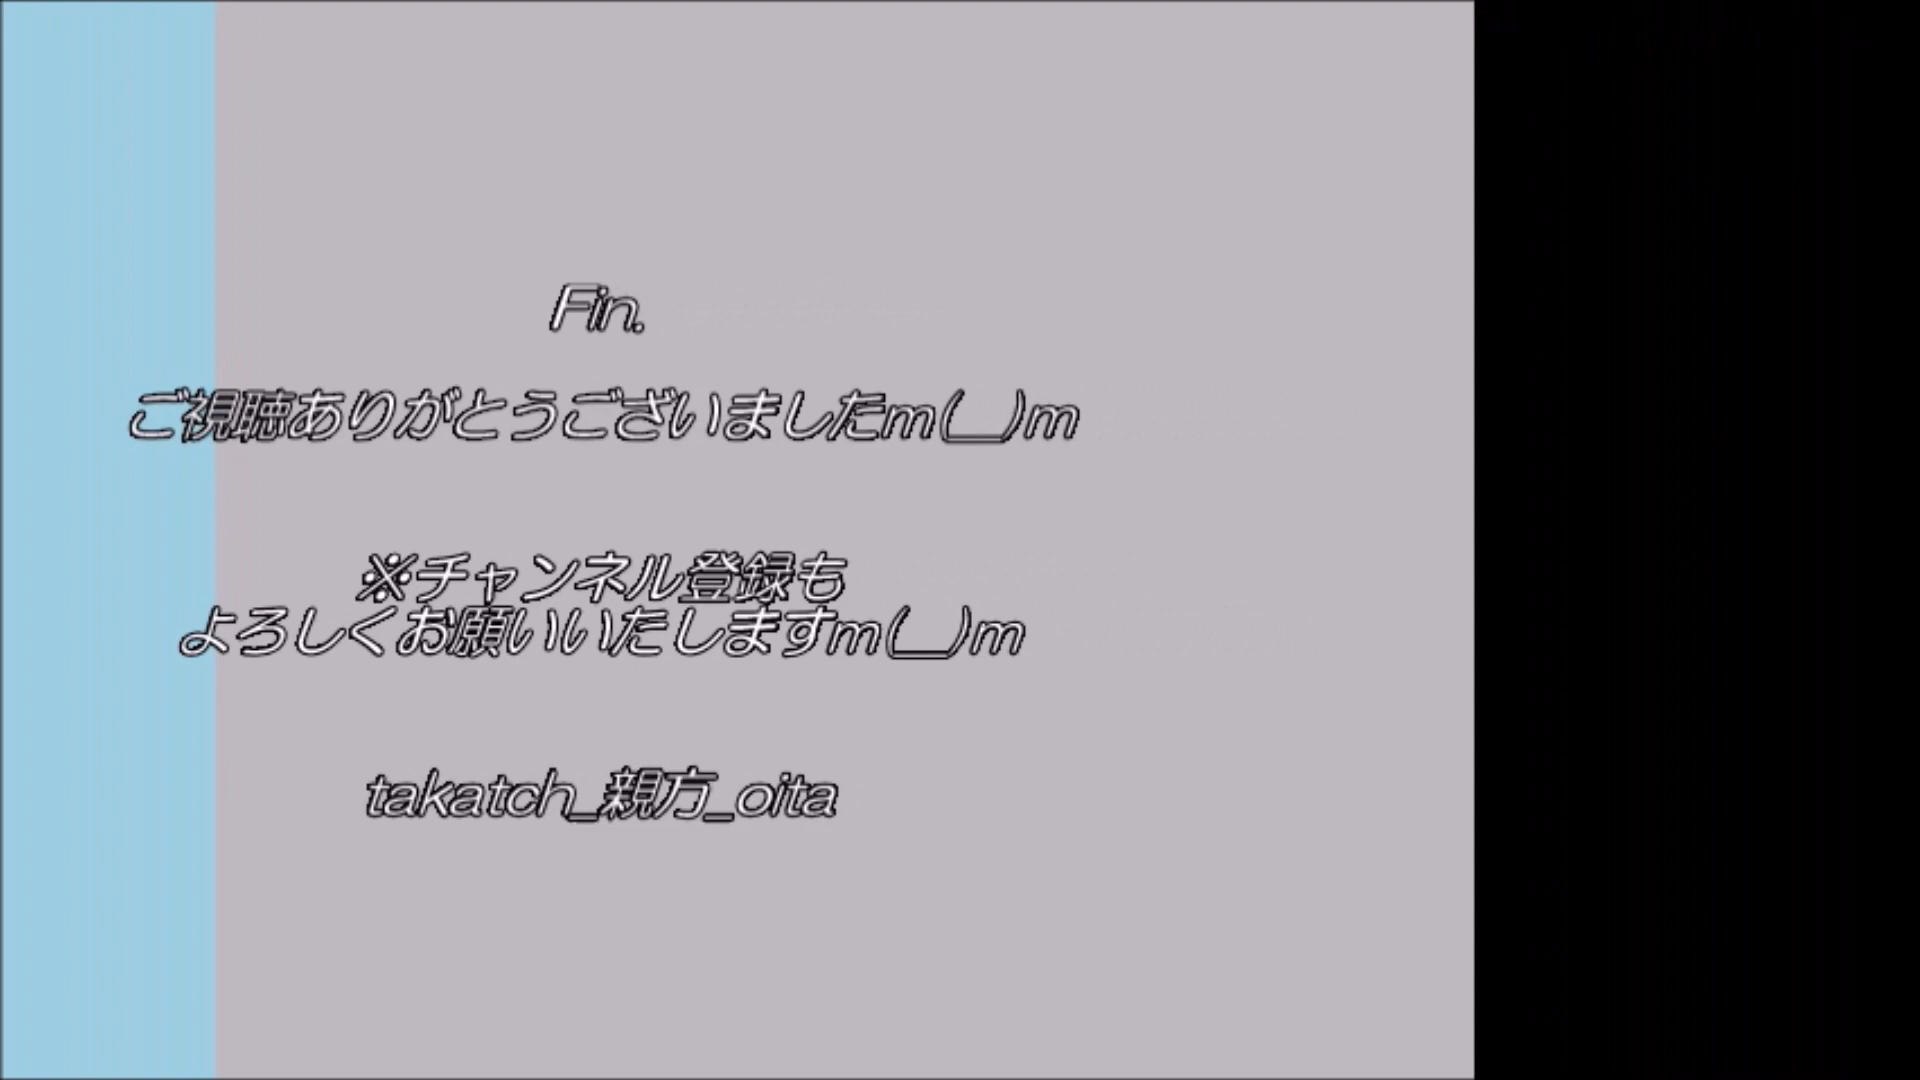 Fin.
ご視聴ありがとうございましたm(__)m
※チャンネル登録も
よろしくお願いいたしますm(__)m
takatch_親方_oita